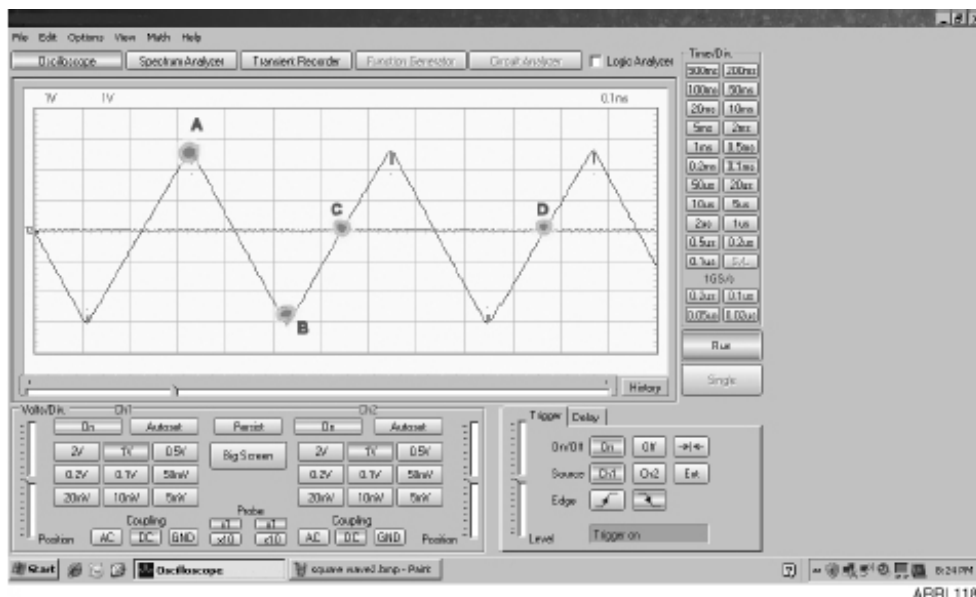 File Edit Options View Math Help
Oscilloscope Spectrum Analyzer Transient Recorder Function Generator Circuit Analyzer Logic Analyzer
Time/Div.
1V 1V 0.1ms
500ms 200ms
100ms 50ms
20ms 10ms
5ms 2ms
1ms 0.5ms
0.2ms 0.1ms
50us 20us
10us 5us
2us 1us
0.5us 0.2us
0.1us
1GS/s
0.2us 0.1us
0.05us 0.02us
A
C
D
B
Run
Single
History
Volts/Div. Ch1 Ch2
On Autoset Persist On Autoset
2V 1V 0.5V Big Screen 2V 1V 0.5V
0.2V 0.1V 50mV 0.2V 0.1V 50mV
20mV 10mV 5mV 20mV 10mV 5mV
Coupling Probe Coupling
x1 x1
Position AC DC GND x10 x10 AC DC GND Position
Trigger Delay
On/Off On Off
Source Ch1 Ch2 Ext.
Edge
Level Trigger on
Start Oscilloscope square wave2.bmp - Paint 8:24 PM
ARRL118